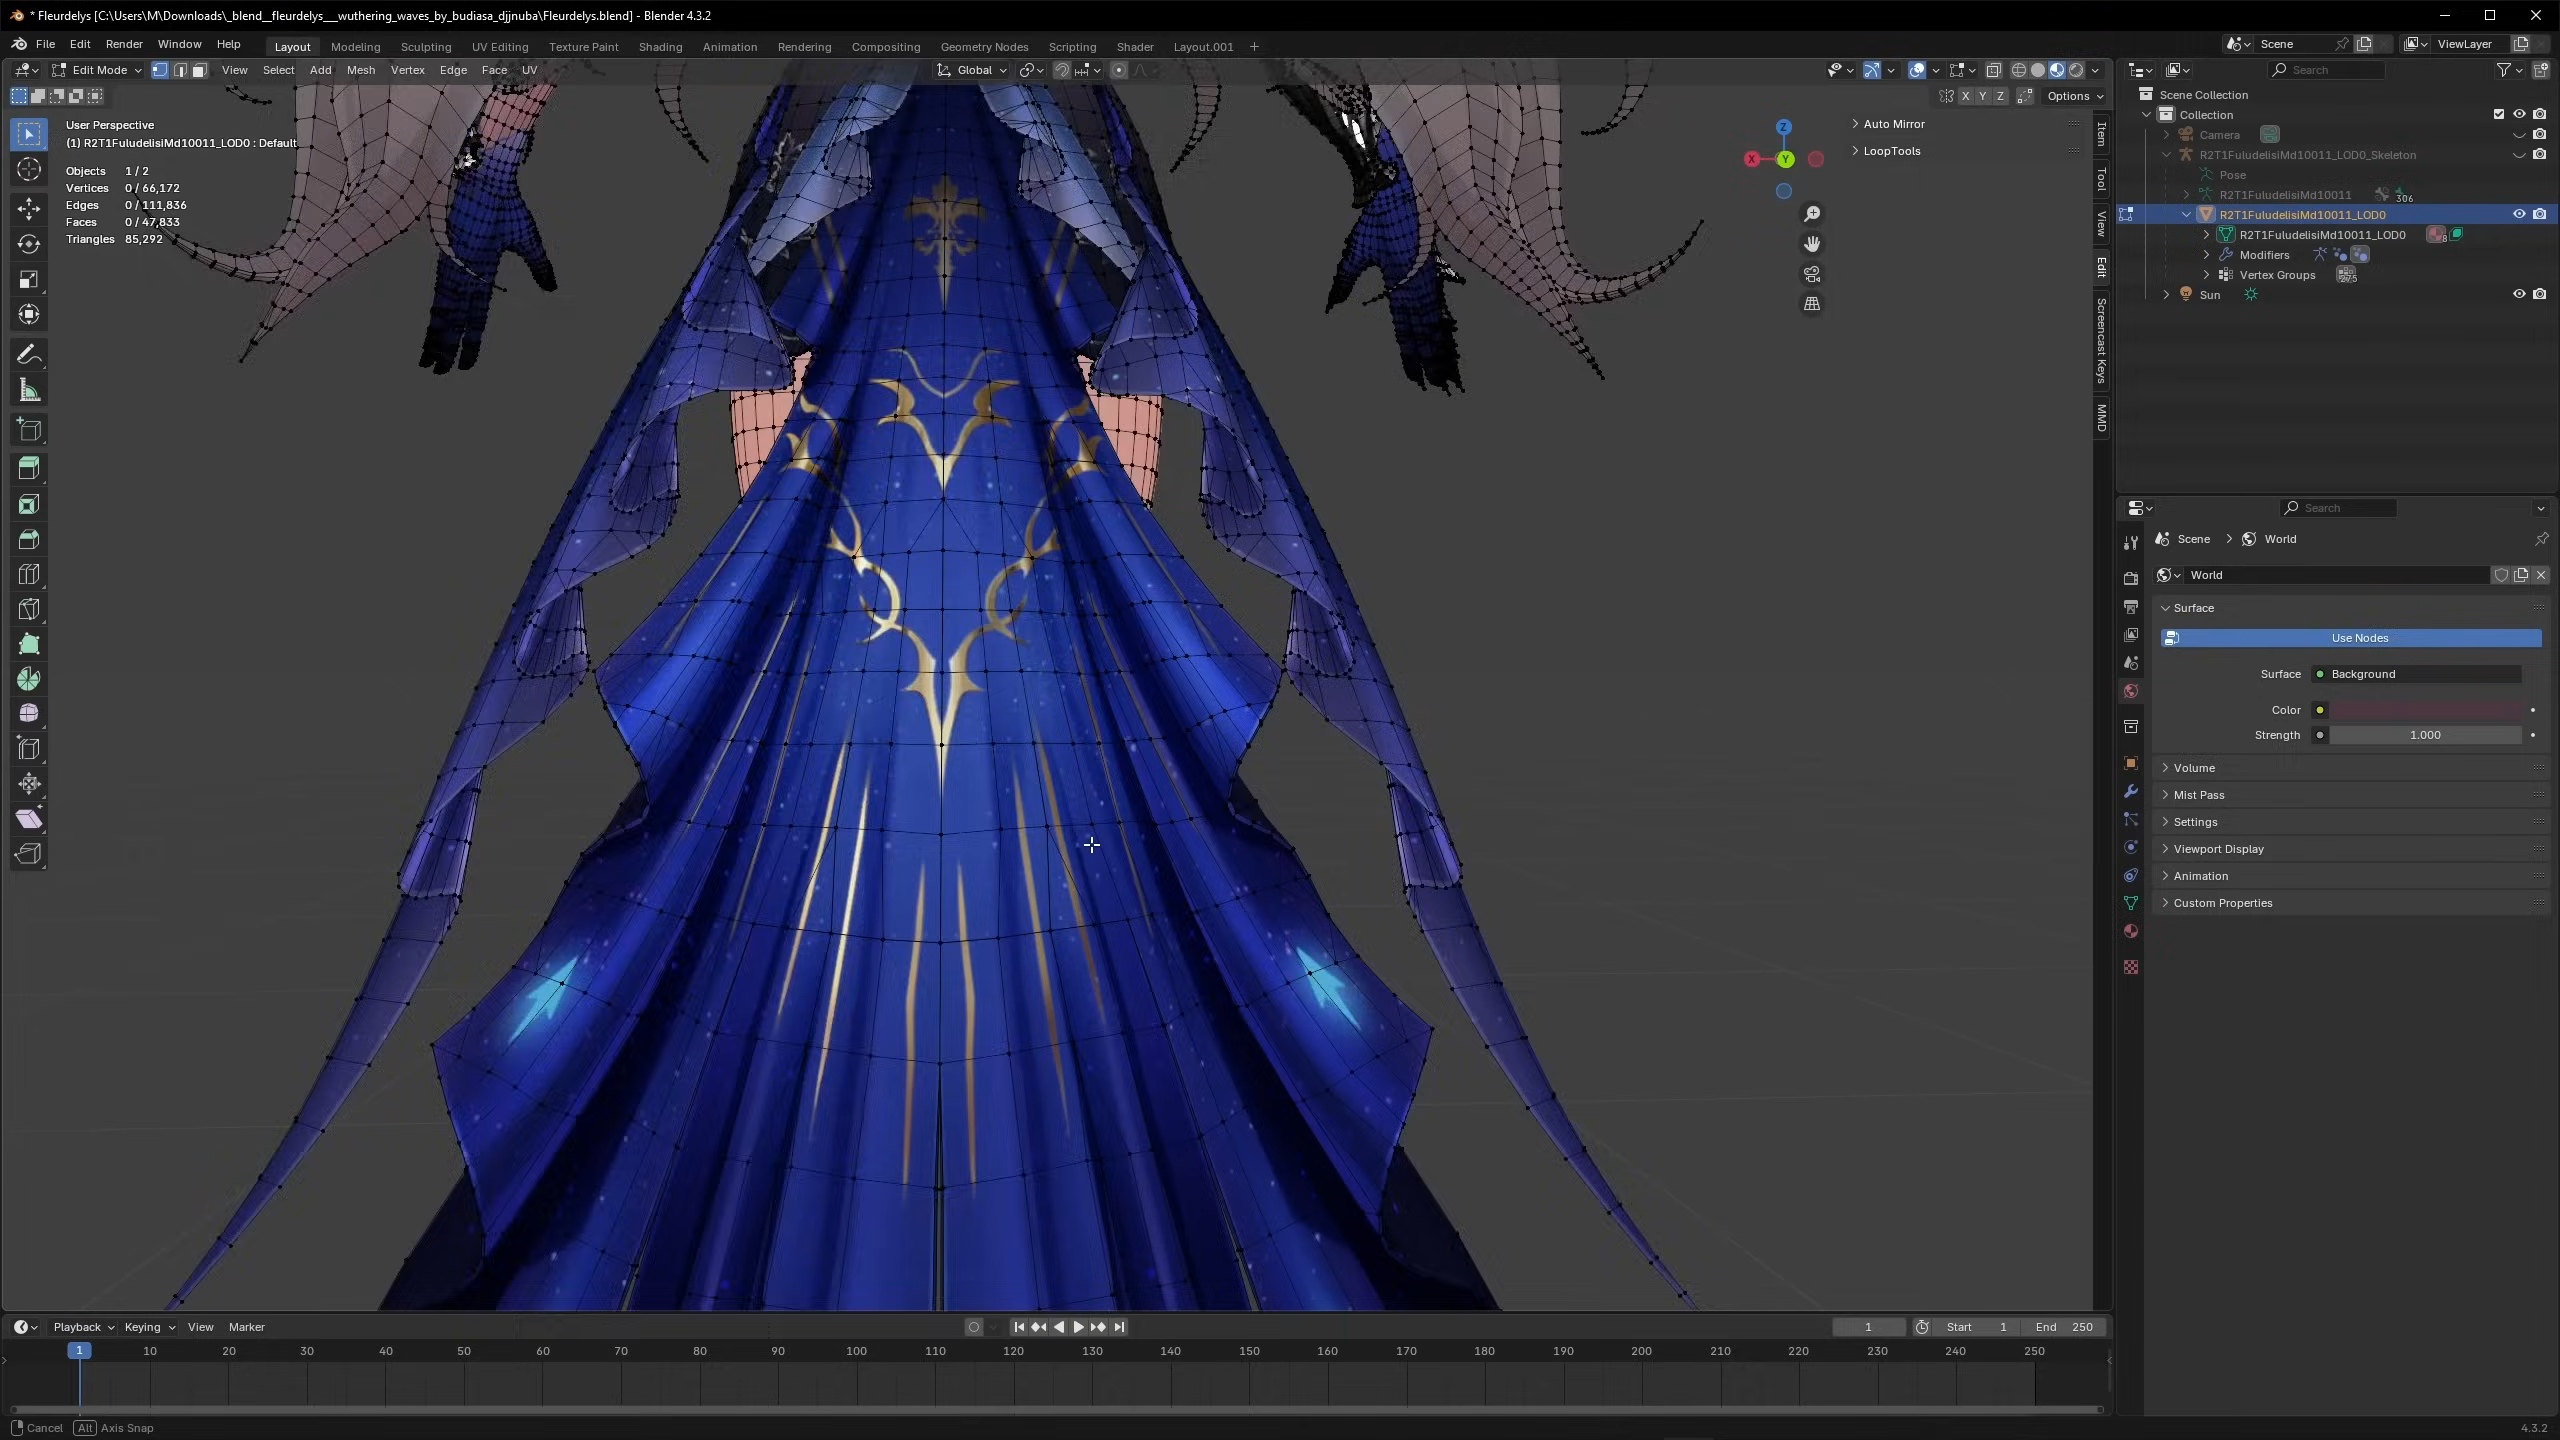 * Fleurdelys [C:\Users\M\Downloads\_blend__fleurdelys___wuthering_waves_by_budiasa_djjnuba\Fleurdelys.blend] - Blender 4.3.2
File Edit Render Window Help Layout Modeling Sculpting UV Editing Texture Paint Shading Animation Rendering Compositing Geometry Nodes Scripting Shader Layout.001 + Scene ViewLayer
Edit Mode View Select Add Mesh Vertex Edge Face UV Global Search
X Y Z Options
Scene Collection
Collection
Camera
R2T1FuludelisiMd10011_LOD0_Skeleton
Pose
R2T1FuludelisiMd10011 306
R2T1FuludelisiMd10011_LOD0
R2T1FuludelisiMd10011_LOD0 8
Modifiers
Vertex Groups 275
Sun
User Perspective
(1) R2T1FuludelisiMd10011_LOD0 : Default
Objects 1 / 2
Vertices 0 / 66,172
Edges 0 / 111,836
Faces 0 / 47,833
Triangles 85,292
Auto Mirror
LoopTools
Z
X Y
Item
Tool
View
Edit
Screencast Keys
MMD
Search
Scene > World
World
Surface
Use Nodes
Surface Background
Color
Strength 1.000
Volume
Mist Pass
Settings
Viewport Display
Animation
Custom Properties
Playback Keying View Marker 1 Start 1 End 250
1 10 20 30 40 50 60 70 80 90 100 110 120 130 140 150 160 170 180 190 200 210 220 230 240 250
Cancel Alt Axis Snap 4.3.2